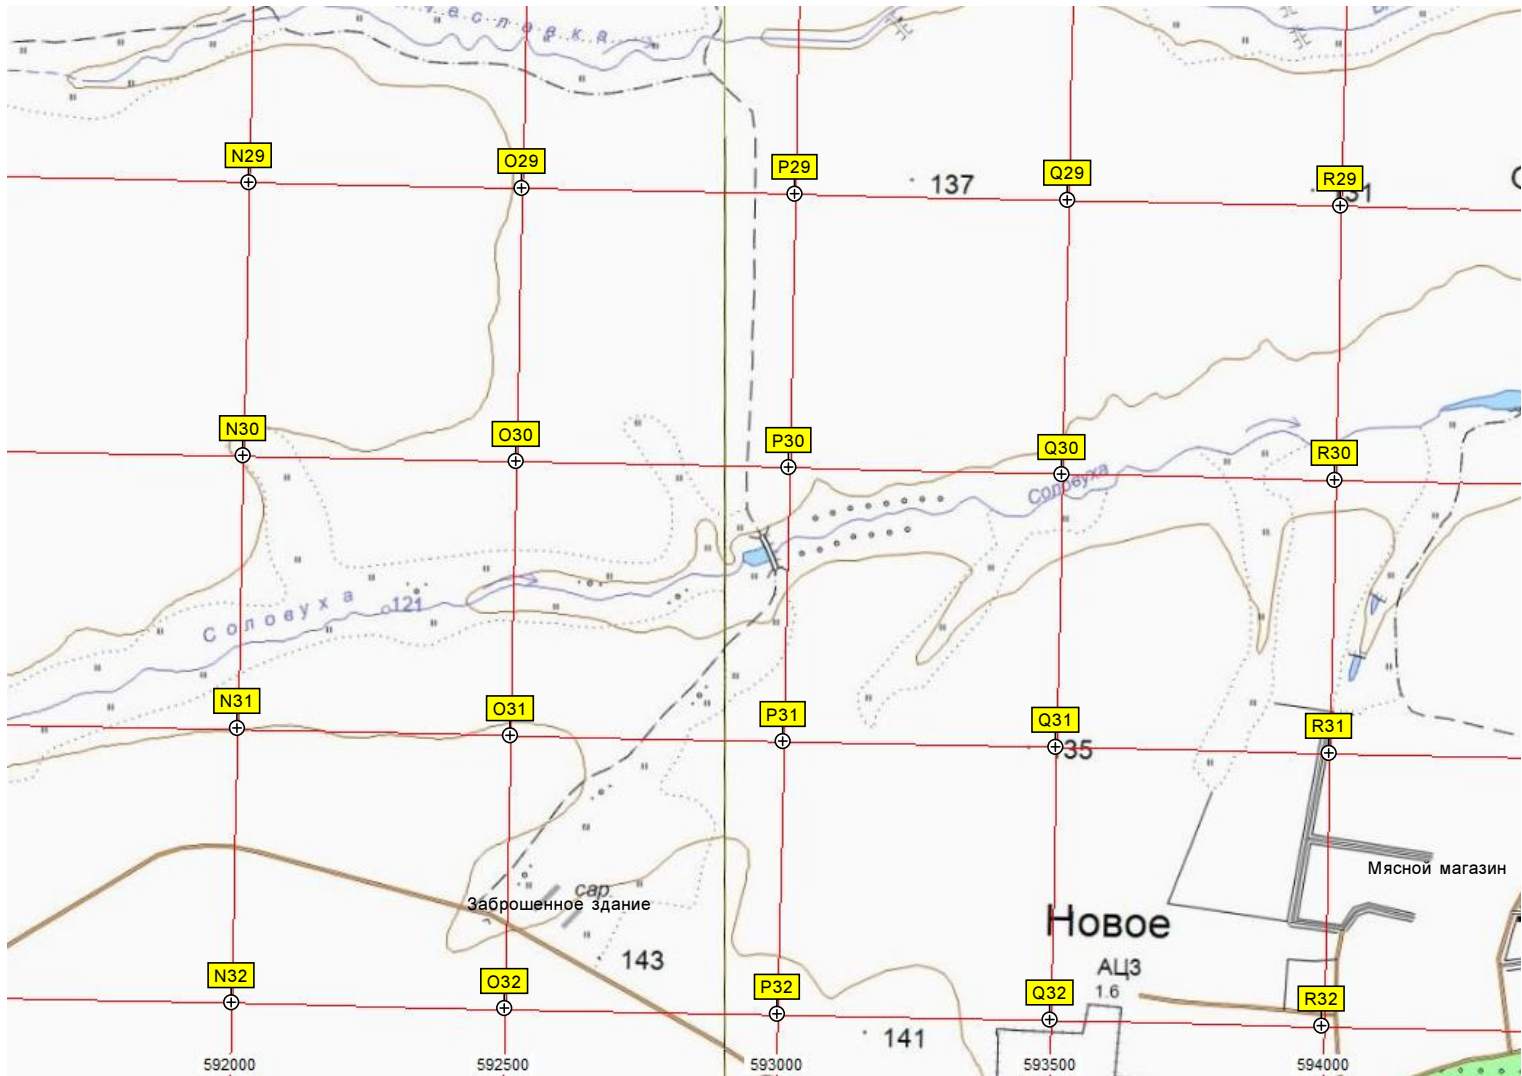 чаславка
N29
O29
P29
137
Q29
R29
31
N30
O30
P30
Q30
R30
Соловуха
Соловуха
121
N31
O31
P31
Q31
35
R31
Мясной магазин
сар.
Заброшенное здание
Новое
143
АЦЗ
1.6
N32
O32
P32
Q32
R32
141
592000
592500
593000
593500
594000